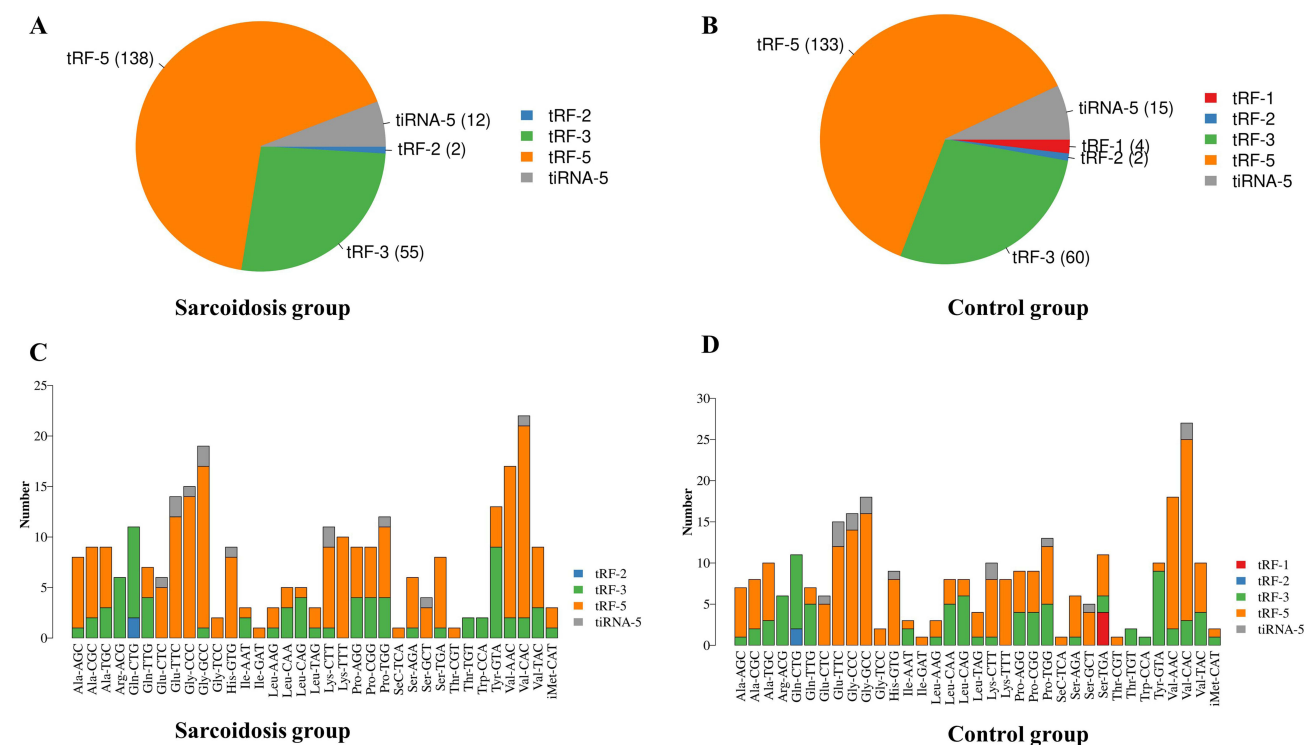 A
tRF-5 (138)
tiRNA-5 (12)
tRF-2 (2)
tRF-3 (55)
tRF-2
tRF-3
tRF-5
tiRNA-5
Sarcoidosis group
B
tRF-5 (133)
tiRNA-5 (15)
tRF-1 (4)
tRF-2 (2)
tRF-3 (60)
tRF-1
tRF-2
tRF-3
tRF-5
tiRNA-5
Control group
C
Number
25
20
15
10
5
0
Ala-AGC
Ala-CGC
Ala-TGC
Arg-ACG
Gln-CTG
Gln-TTG
Glu-CTC
Glu-TTC
Gly-CCC
Gly-GCC
Gly-TCC
His-GTG
Ile-AAT
Ile-GAT
Leu-AAG
Leu-CAA
Leu-CAG
Leu-TAG
Lys-CTT
Lys-TTT
Pro-AGG
Pro-CGG
Pro-TGG
SeC-TCA
Ser-AGA
Ser-GCT
Ser-TGA
Thr-CGT
Thr-TGT
Trp-CCA
Tyr-GTA
Val-AAC
Val-CAC
Val-TAC
iMet-CAT
tRF-2
tRF-3
tRF-5
tiRNA-5
Sarcoidosis group
D
Number
30
25
20
15
10
5
0
Ala-AGC
Ala-CGC
Ala-TGC
Arg-ACG
Gln-CTG
Gln-TTG
Glu-CTC
Glu-TTC
Gly-CCC
Gly-GCC
Gly-TCC
His-GTG
Ile-AAT
Ile-GAT
Leu-AAG
Leu-CAA
Leu-CAG
Leu-TAG
Lys-CTT
Lys-TTT
Pro-AGG
Pro-CGG
Pro-TGG
SeC-TCA
Ser-AGA
Ser-GCT
Ser-TGA
Thr-CGT
Thr-TGT
Trp-CCA
Tyr-GTA
Val-AAC
Val-CAC
Val-TAC
iMet-CAT
tRF-1
tRF-2
tRF-3
tRF-5
tiRNA-5
Control group